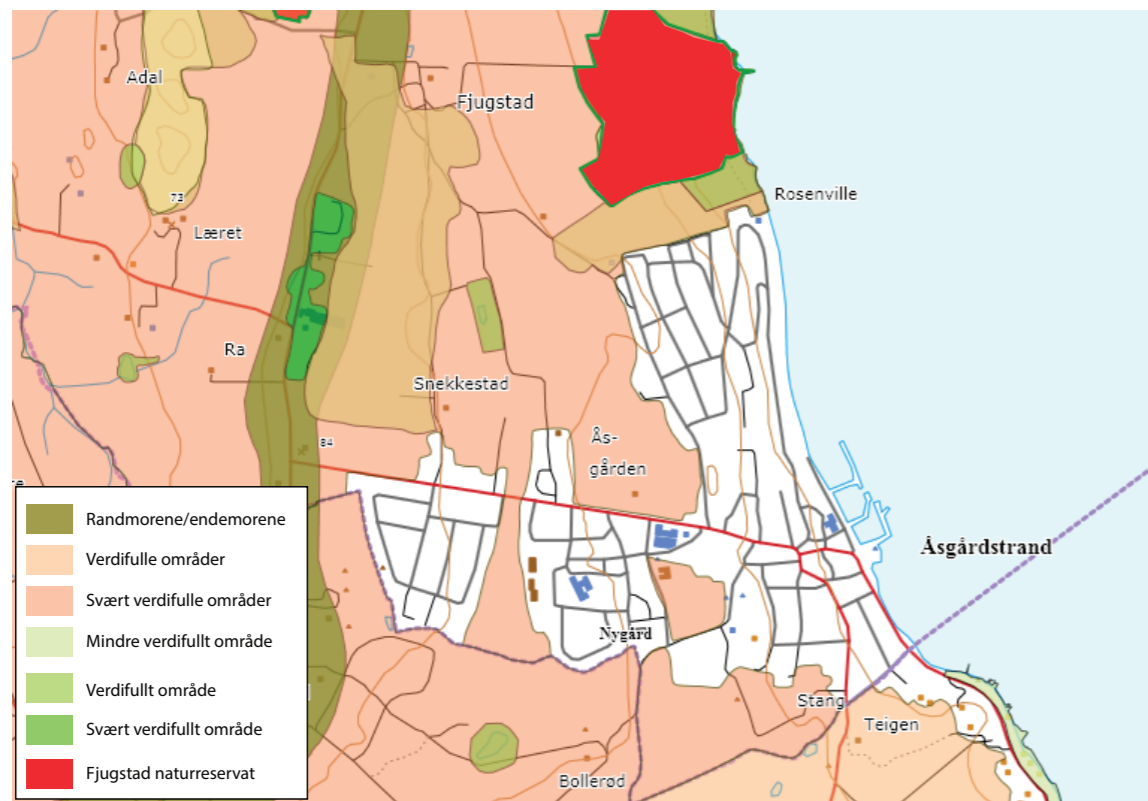 Adal
Fjugstad
Rosenville
73
Læret
Ra
Snekkestad
84
Ås-
gården
Åsgårdstrand
Nygård
Stang
Teigen
Bollerød
Randmorene/endemorene
Verdifulle områder
Svært verdifulle områder
Mindre verdifullt område
Verdifullt område
Svært verdifullt område
Fjugstad naturreservat